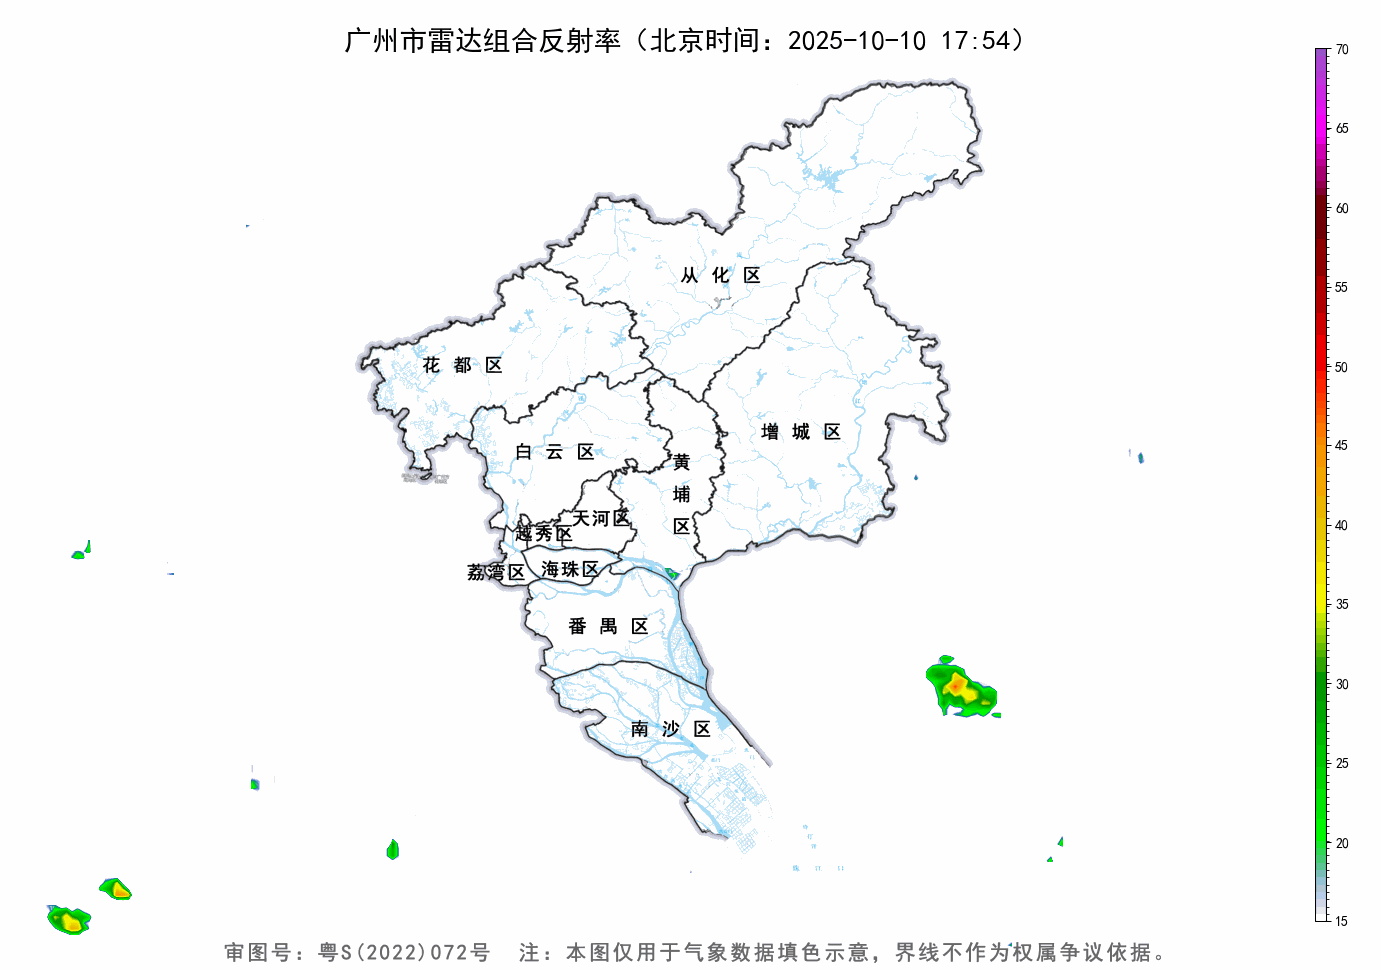 广州市雷达组合反射率（北京时间：2025-10-10 17:54）
70
65
60
55
50
45
40
35
30
25
20
15
从化区
花都区
增城区
白云区
黄埔区
天河区
越秀区
海珠区
荔湾区
番禺区
南沙区
审图号：粤S(2022)072号 注：本图仅用于气象数据填色示意，界线不作为权属争议依据。